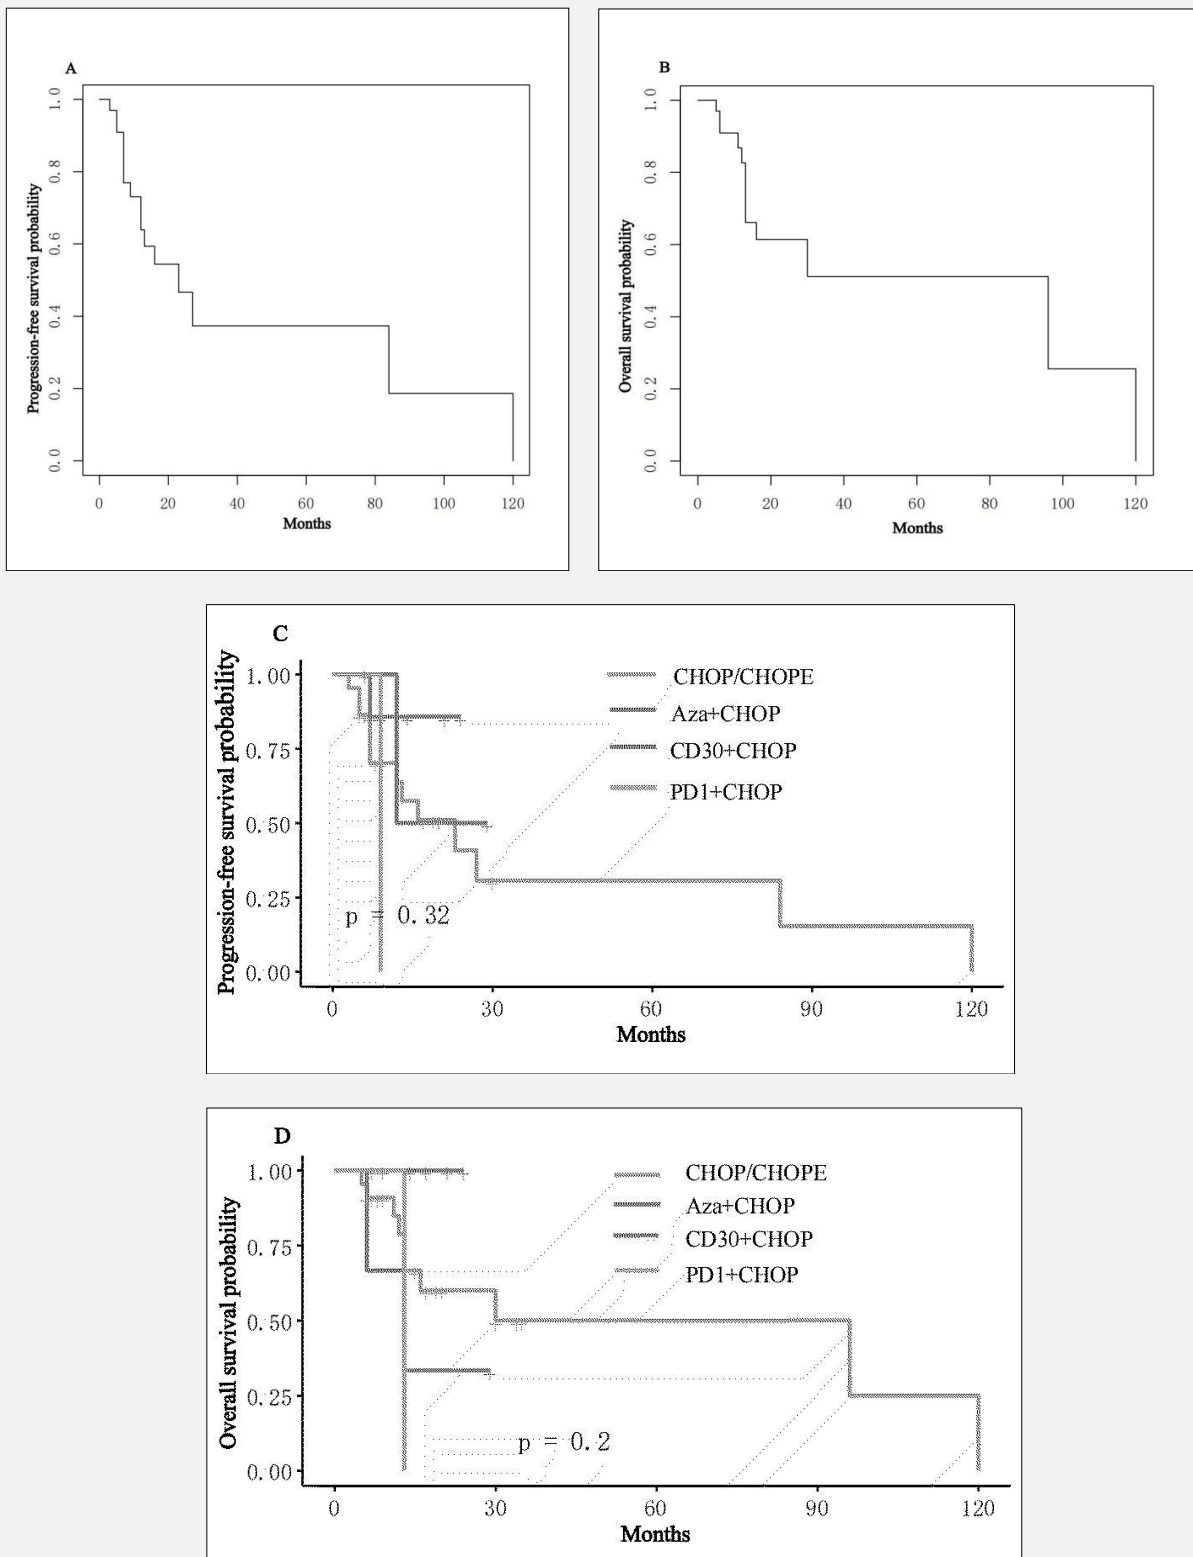 A
Progression-free survival probability
1.0
0.8
0.6
0.4
0.2
0.0
0 20 40 60 80 100 120
Months
B
Overall survival probability
1.0
0.8
0.6
0.4
0.2
0.0
0 20 40 60 80 100 120
Months
C
Progression-free survival probability
1.00
0.75
0.50
0.25
0.00
CHOP/CHOPE
Aza+CHOP
CD30+CHOP
PD1+CHOP
p = 0.32
0 30 60 90 120
Months
D
Overall survival probability
1.00
0.75
0.50
0.25
0.00
CHOP/CHOPE
Aza+CHOP
CD30+CHOP
PD1+CHOP
p = 0.2
0 30 60 90 120
Months